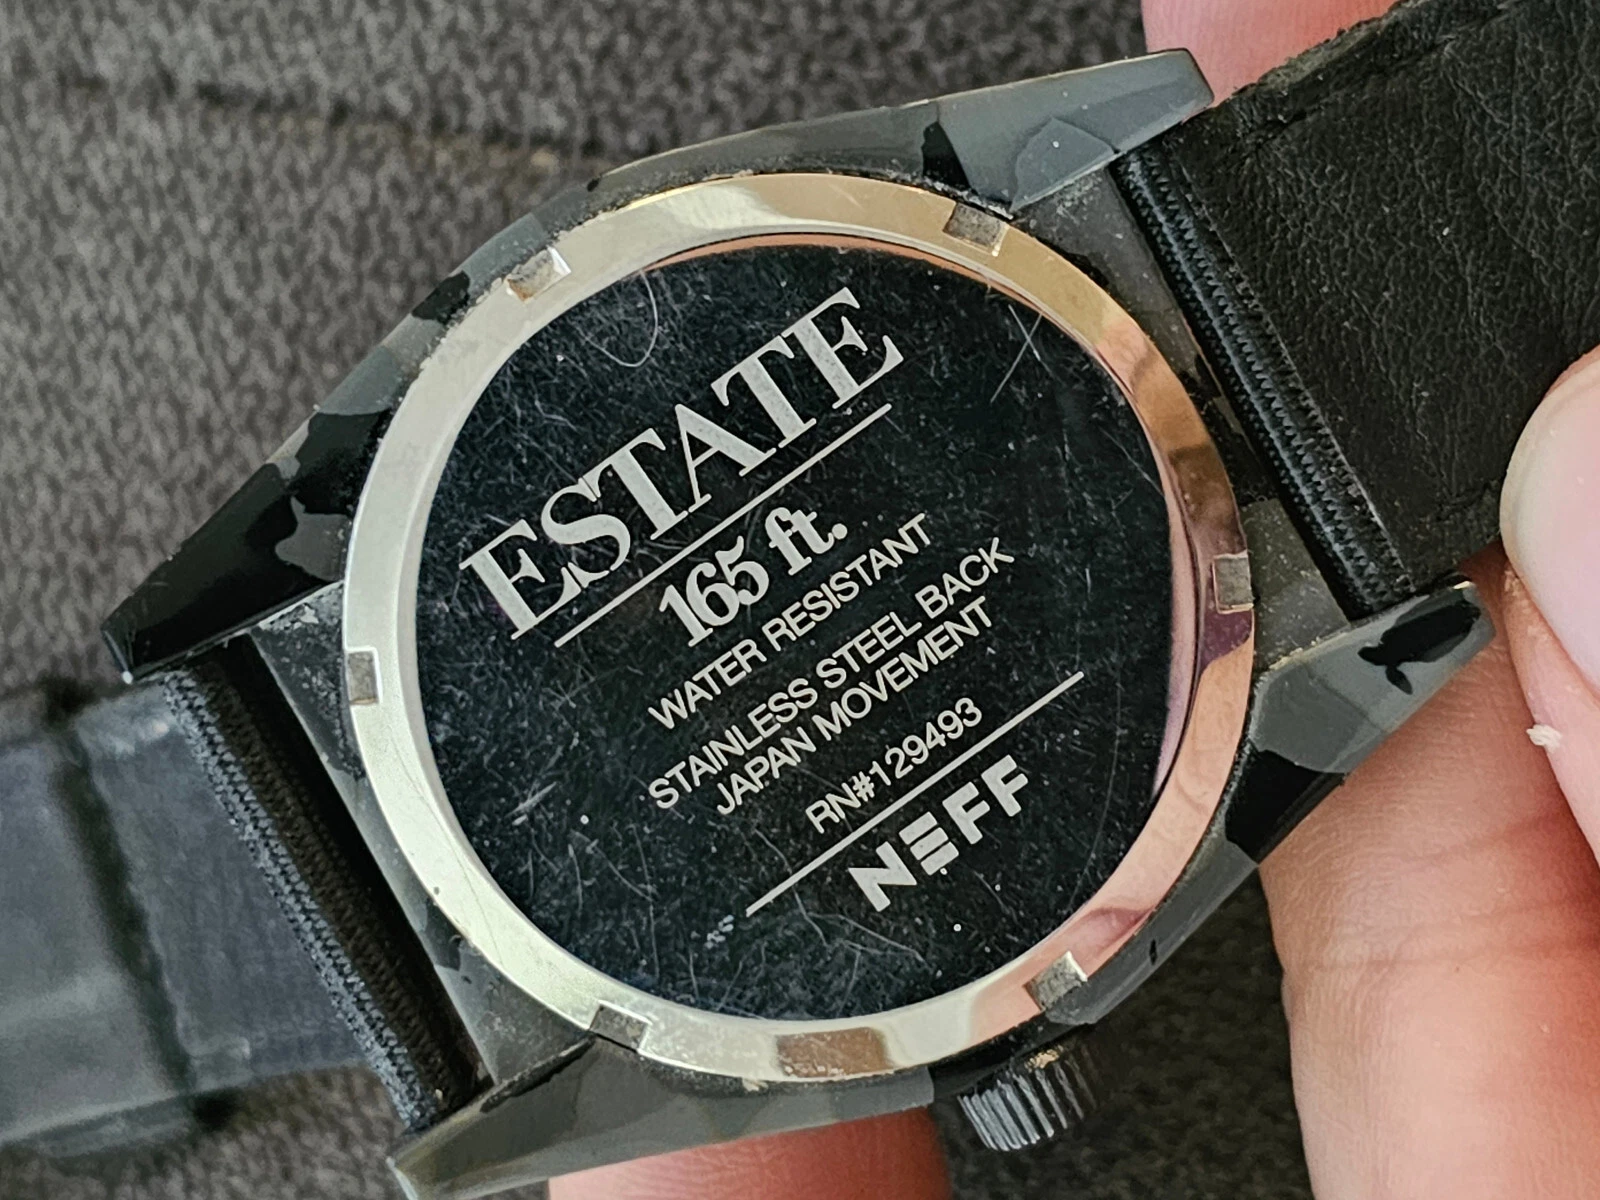 ESTATE
165 ft.
WATER RESISTANT
STAINLESS STEEL BACK
JAPAN MOVEMENT
RN#129493
NEFF